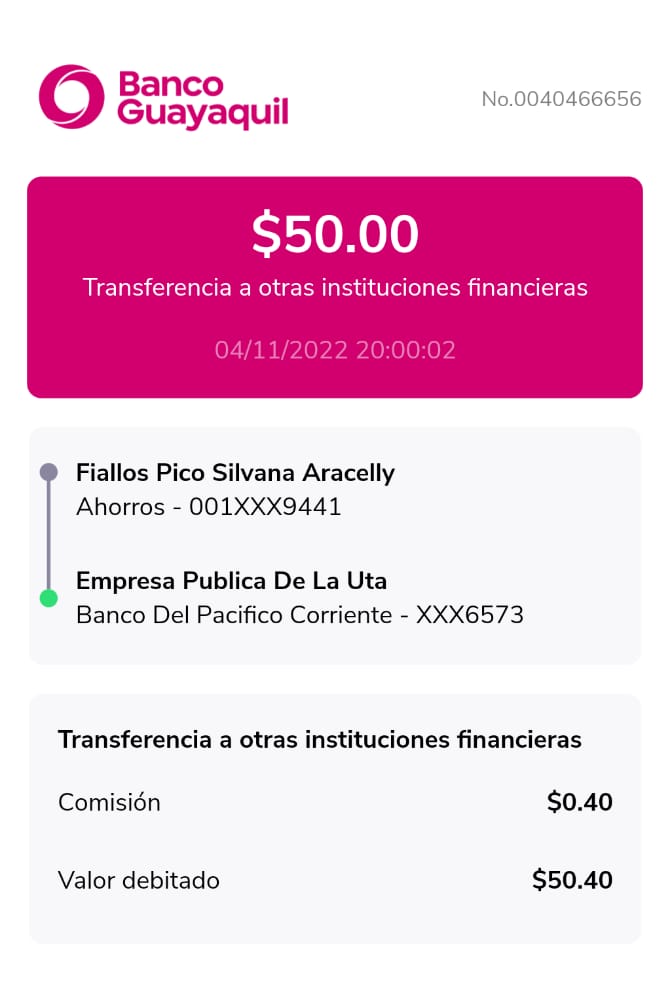 Banco
Guayaquil
No.0040466656
$50.00
Transferencia a otras instituciones financieras
04/11/2022 20:00:02
Fiallos Pico Silvana Aracelly
Ahorros - 001XXX9441
Empresa Publica De La Uta
Banco Del Pacifico Corriente - XXX6573
Transferencia a otras instituciones financieras
Comisión $0.40
Valor debitado $50.40